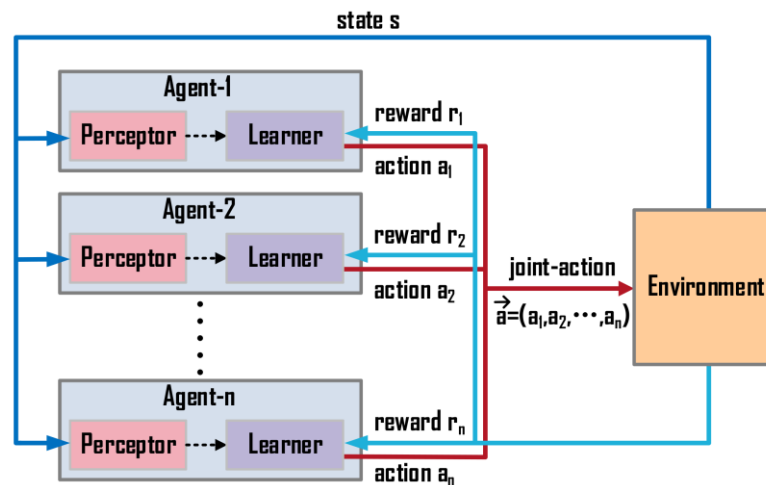 state s
Agent-1
Perceptor
Learner
reward r₁
action a₁
Agent-2
Perceptor
Learner
reward r₂
action a₂
joint-action
a⃗=(a₁,a₂,⋯,aₙ)
Environment
Agent-n
Perceptor
Learner
reward rₙ
action aₙ